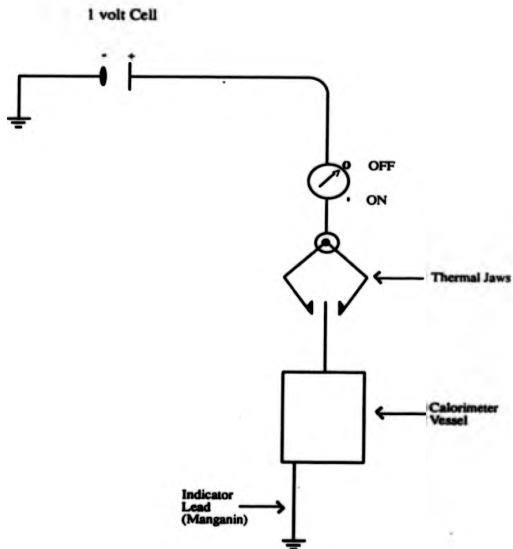 1 volt Cell
- +
OFF
ON
Thermal Jaws
Calorimeter
Vessel
Indicator
Lead
(Manganin)